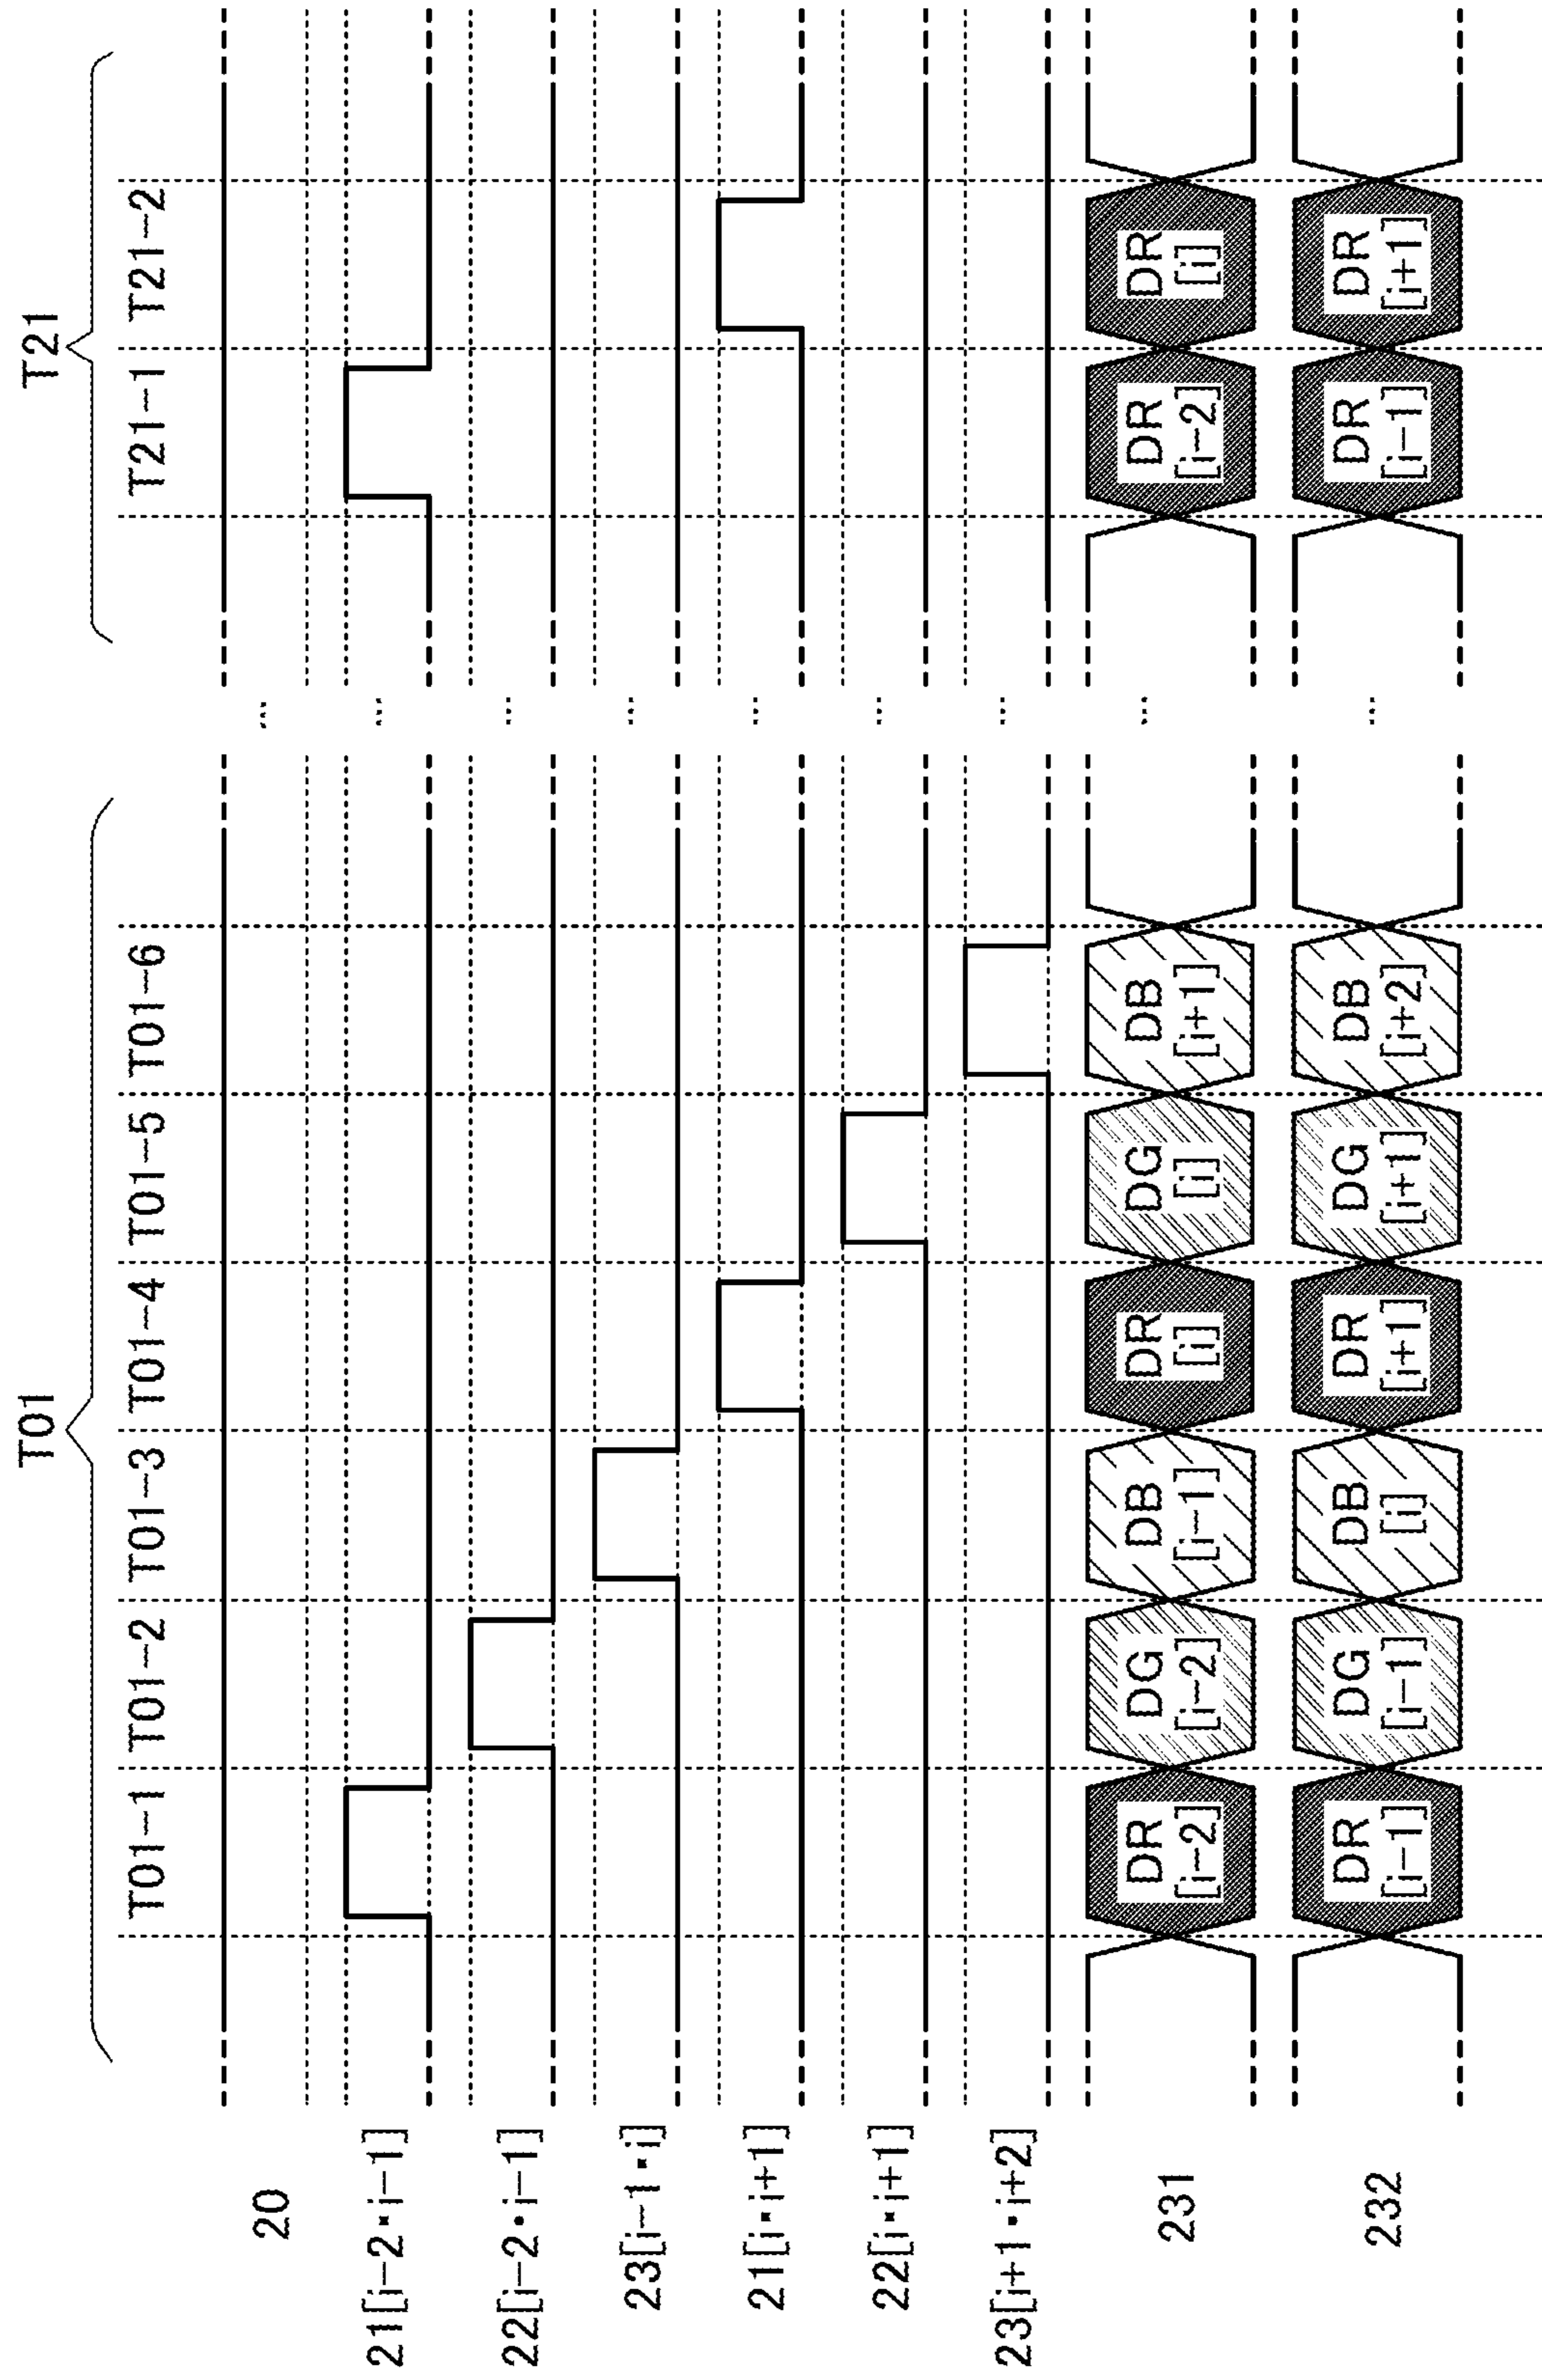 T01
T21
T01-1
T01-2
T01-3
T01-4
T01-5
T01-6
T21-1
T21-2
20
...
21[i-2•i-1]
...
22[i-2•i-1]
...
23[i-1•i]
...
21[i•i+1]
...
22[i•i+1]
...
23[i+1•i+2]
...
231
DR
[i-2]
DG
[i-2]
DB
[i-1]
DR
[i]
DG
[i]
DB
[i+1]
...
DR
[i-2]
DR
[i]
232
DR
[i-1]
DG
[i-1]
DB
[i]
DR
[i+1]
DG
[i+1]
DB
[i+2]
...
DR
[i-1]
DR
[i+1]